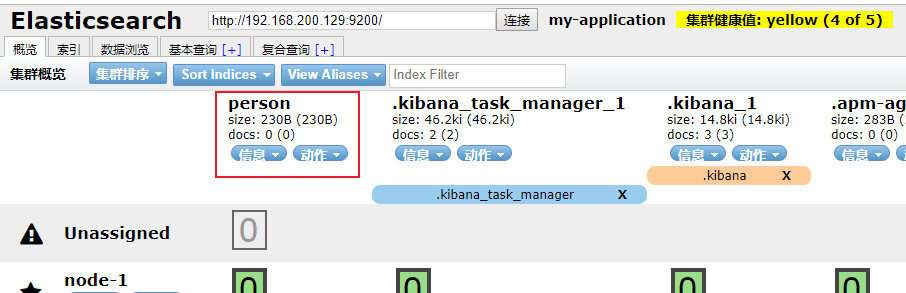 Elasticsearch http://192.168.200.129:9200/ 连接 my-application 集群健康值: yellow (4 of 5)
概览 索引 数据浏览 基本查询 [+] 复合查询 [+]
集群概览 集群排序 Sort Indices View Aliases Index Filter
person .kibana_task_manager_1 .kibana_1 .apm-ag
size: 230B (230B) size: 46.2ki (46.2ki) size: 14.8ki (14.8ki) size: 283B (
docs: 0 (0) docs: 2 (2) docs: 3 (3) docs: 0 (0)
信息 动作 信息 动作 信息 动作 信息 动作
.kibana X
.kibana_task_manager X
Unassigned 0
node-1 0 0 0 0